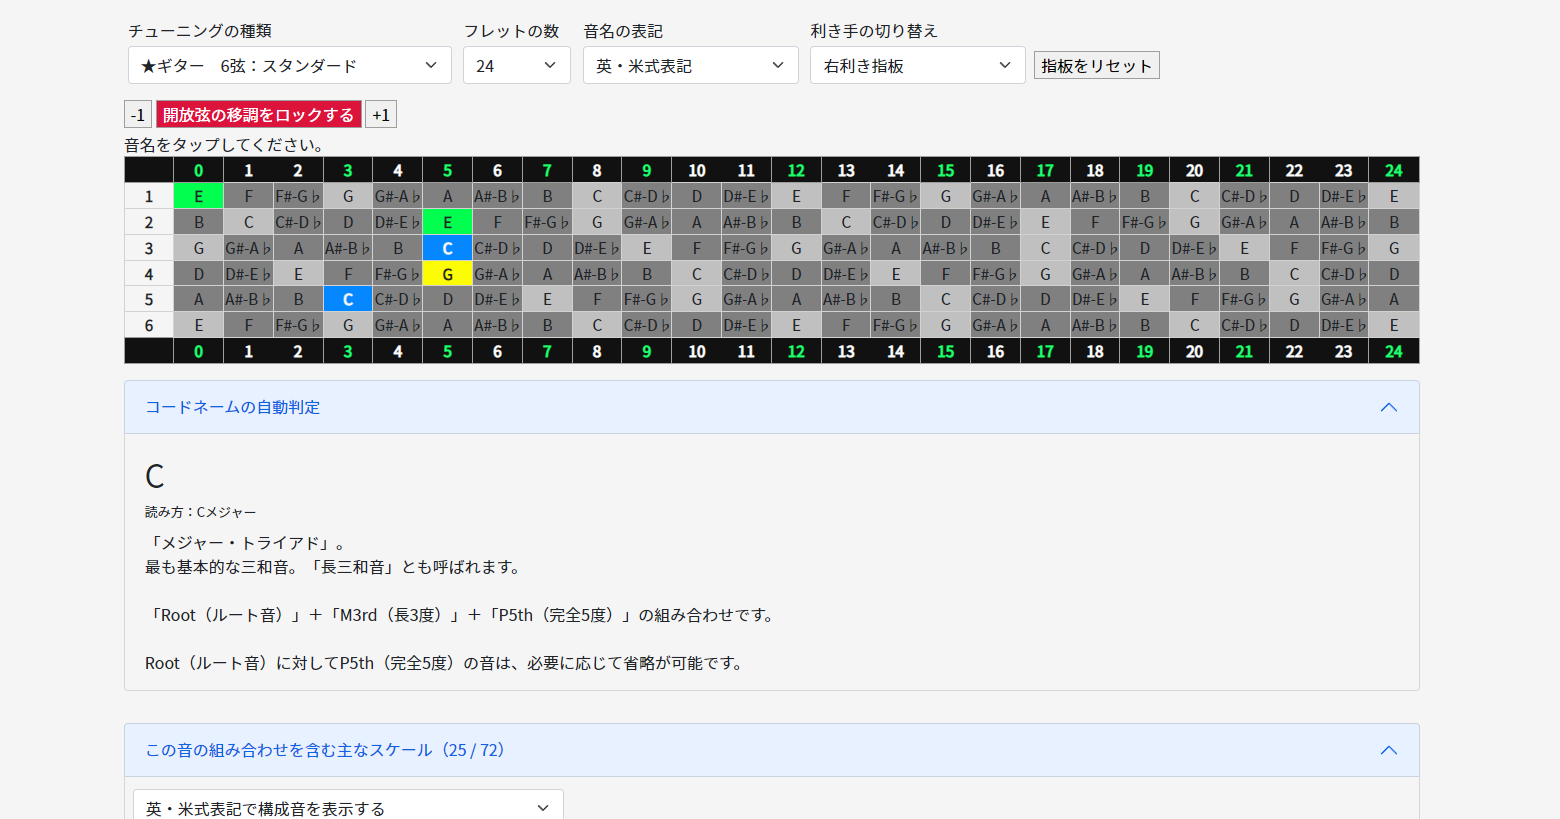 チューニングの種類 フレットの数 音名の表記 利き手の切り替え
★ギター　6弦：スタンダード 24 英・米式表記 右利き指板 指板をリセット
-1 開放弦の移調をロックする +1
音名をタップしてください。
0 1 2 3 4 5 6 7 8 9 10 11 12 13 14 15 16 17 18 19 20 21 22 23 24
1 E F F#-G♭ G G#-A♭ A A#-B♭ B C C#-D♭ D D#-E♭ E F F#-G♭ G G#-A♭ A A#-B♭ B C C#-D♭ D D#-E♭ E
2 B C C#-D♭ D D#-E♭ E F F#-G♭ G G#-A♭ A A#-B♭ B C C#-D♭ D D#-E♭ E F F#-G♭ G G#-A♭ A A#-B♭ B
3 G G#-A♭ A A#-B♭ B C C#-D♭ D D#-E♭ E F F#-G♭ G G#-A♭ A A#-B♭ B C C#-D♭ D D#-E♭ E F F#-G♭ G
4 D D#-E♭ E F F#-G♭ G G#-A♭ A A#-B♭ B C C#-D♭ D D#-E♭ E F F#-G♭ G G#-A♭ A A#-B♭ B C C#-D♭ D
5 A A#-B♭ B C C#-D♭ D D#-E♭ E F F#-G♭ G G#-A♭ A A#-B♭ B C C#-D♭ D D#-E♭ E F F#-G♭ G G#-A♭ A
6 E F F#-G♭ G G#-A♭ A A#-B♭ B C C#-D♭ D D#-E♭ E F F#-G♭ G G#-A♭ A A#-B♭ B C C#-D♭ D D#-E♭ E
0 1 2 3 4 5 6 7 8 9 10 11 12 13 14 15 16 17 18 19 20 21 22 23 24
コードネームの自動判定
C
読み方：Cメジャー
「メジャー・トライアド」。
最も基本的な三和音。「長三和音」とも呼ばれます。
「Root（ルート音）」＋「M3rd（長3度）」＋「P5th（完全5度）」の組み合わせです。
Root（ルート音）に対してP5th（完全5度）の音は、必要に応じて省略が可能です。
この音の組み合わせを含む主なスケール（25 / 72）
英・米式表記で構成音を表示する